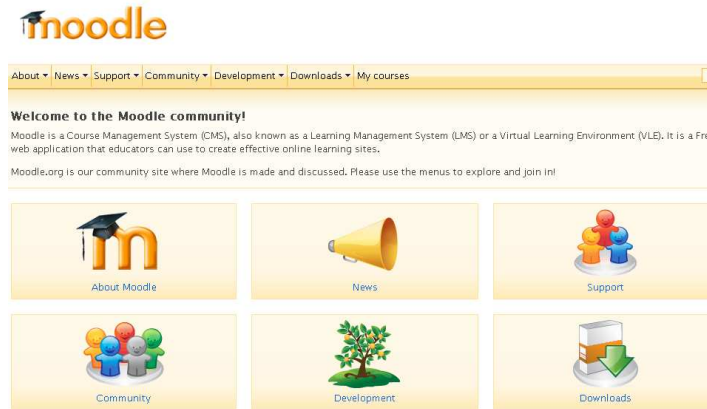 moodle
About News Support Community Development Downloads My courses
Welcome to the Moodle community!
Moodle is a Course Management System (CMS), also known as a Learning Management System (LMS) or a Virtual Learning Environment (VLE). It is a Fre
web application that educators can use to create effective online learning sites.
Moodle.org is our community site where Moodle is made and discussed. Please use the menus to explore and join in!
m
About Moodle News Support
Community Development Downloads